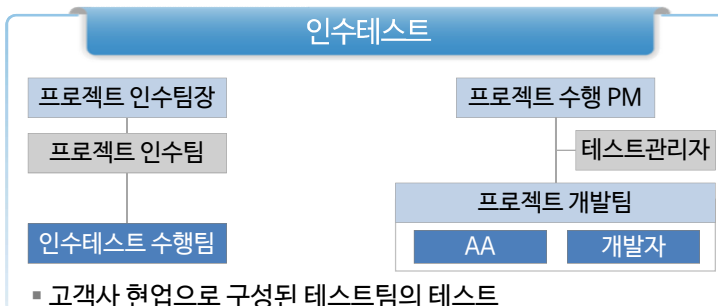 인수테스트
프로젝트 인수팀장
프로젝트 인수팀
인수테스트 수행팀
프로젝트 수행 PM
테스트관리자
프로젝트 개발팀
AA
개발자
▪ 고객사 현업으로 구성된 테스트팀의 테스트